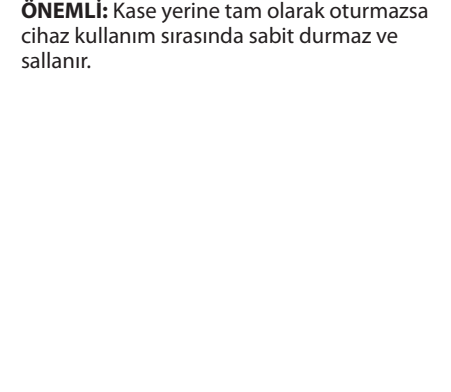 ÖNEMLİ: Kase yerine tam olarak oturmazsa
cihaz kullanım sırasında sabit durmaz ve
sallanır.